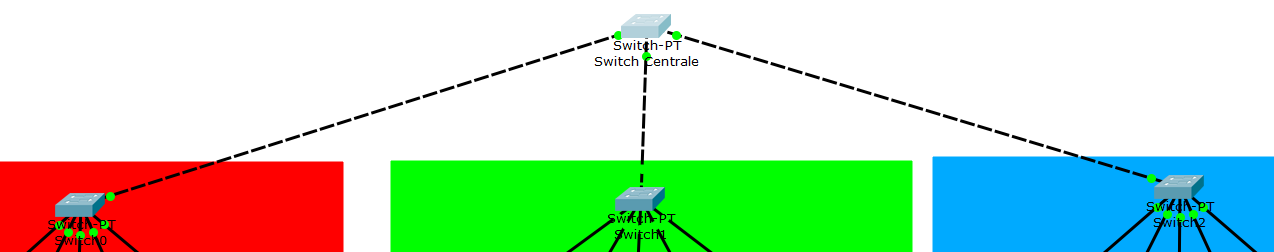 Switch-PT
Switch Centrale
Switch-PT
Switch0
Switch-PT
Switch1
Switch-PT
Switch2